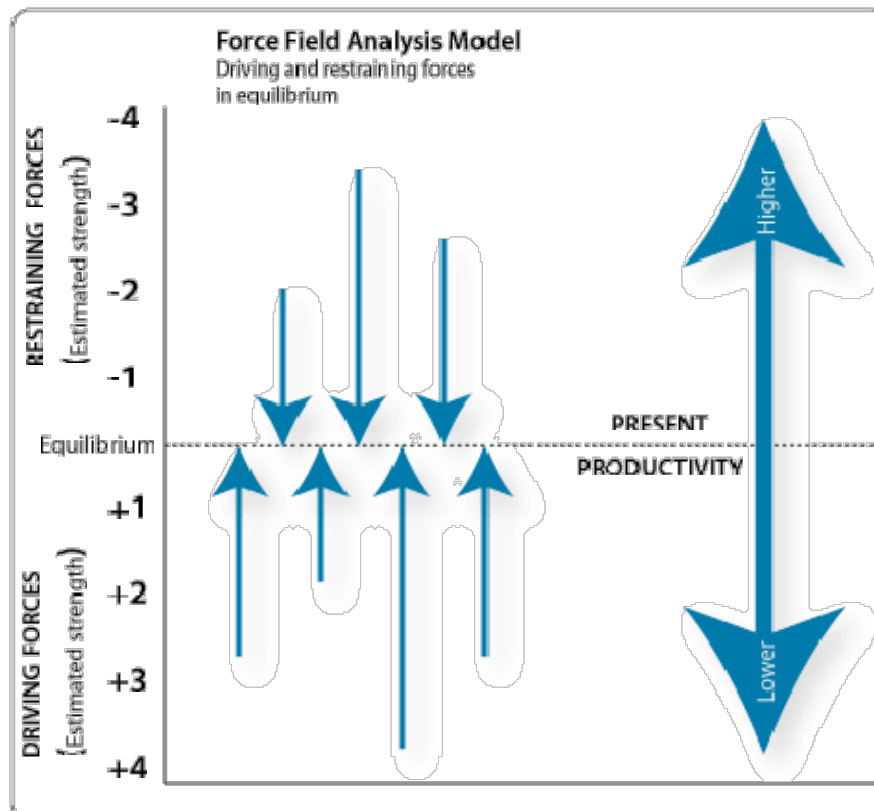 Force Field Analysis Model
Driving and restraining forces
in equilibrium
RESTRAINING FORCES
(Estimated strength)
-4
-3
-2
-1
Equilibrium
+1
+2
+3
+4
DRIVING FORCES
(Estimated strength)
PRESENT
PRODUCTIVITY
Higher
Lower